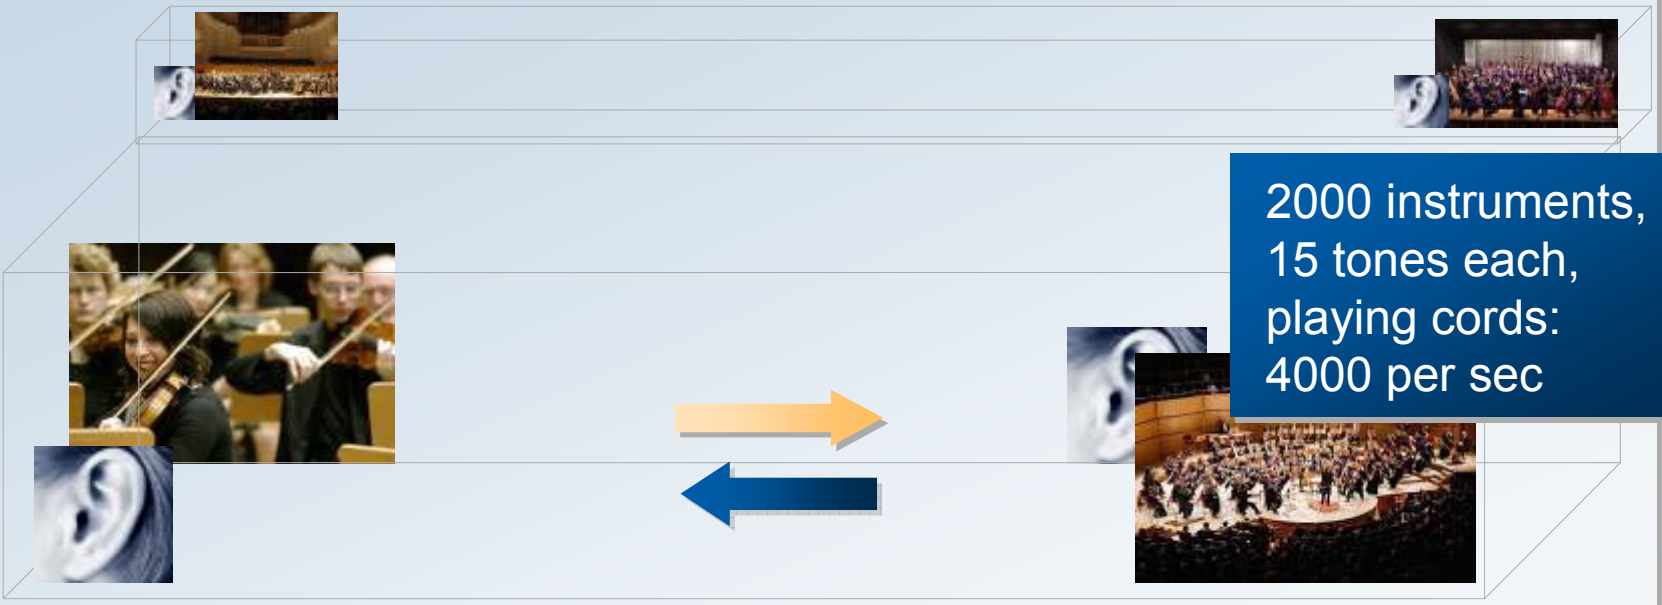 2000 instruments,
15 tones each,
playing cords:
4000 per sec